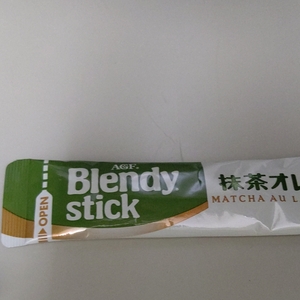 AGF
Blendy
stick
OPEN
抹茶オレ
MATCHA AU L